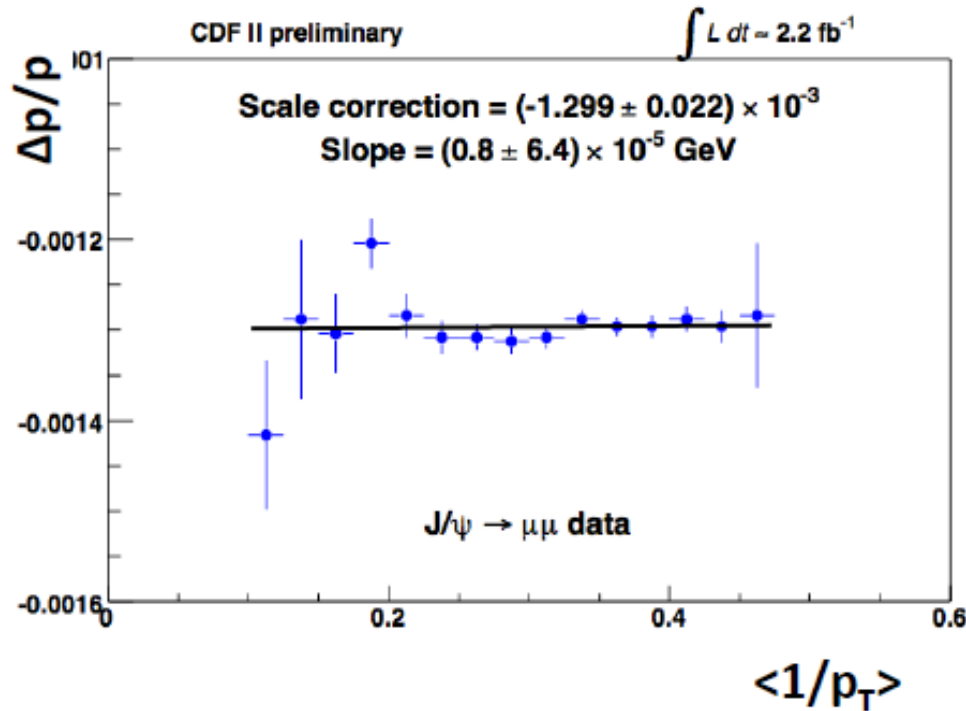 CDF II preliminary
∫ L dt ~ 2.2 fb⁻¹
Δp/p
)01
Scale correction = (-1.299 ± 0.022) × 10⁻³
Slope = (0.8 ± 6.4) × 10⁻⁵ GeV
-0.0012
-0.0014
J/ψ → μμ data
-0.0016
0 0.2 0.4 0.6
<1/p_T>